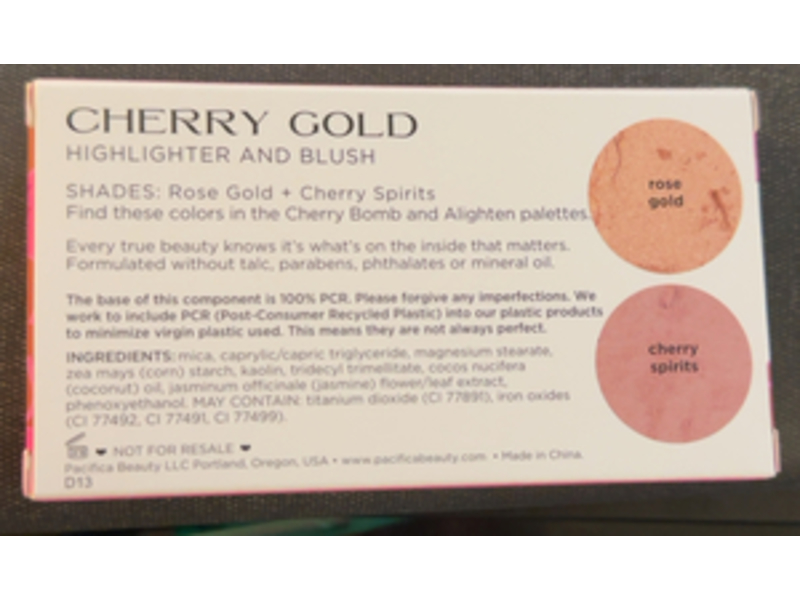 CHERRY GOLD
HIGHLIGHTER AND BLUSH
SHADES: Rose Gold + Cherry Spirits
Find these colors in the Cherry Bomb and Alighten palettes.
Every true beauty knows it's what's on the inside that matters.
Formulated without talc, parabens, phthalates or mineral oil.
The base of this component is 100% PCR. Please forgive any imperfections. We
work to include PCR (Post-Consumer Recycled Plastic) into our plastic products
to minimize virgin plastic used. This means they are not always perfect.
INGREDIENTS: mica, caprylic/capric triglyceride, magnesium stearate,
zea mays (corn) starch, kaolin, tridecyl trimellitate, cocos nucifera
(coconut) oil, jasminum officinale (jasmine) flower/leaf extract,
phenoxyethanol. MAY CONTAIN: titanium dioxide (CI 77891), iron oxides
(CI 77492, CI 77491, CI 77499).
NOT FOR RESALE
Pacifica Beauty LLC Portland, Oregon, USA • www.pacificabeauty.com • Made in China.
D13
rose
gold
cherry
spirits